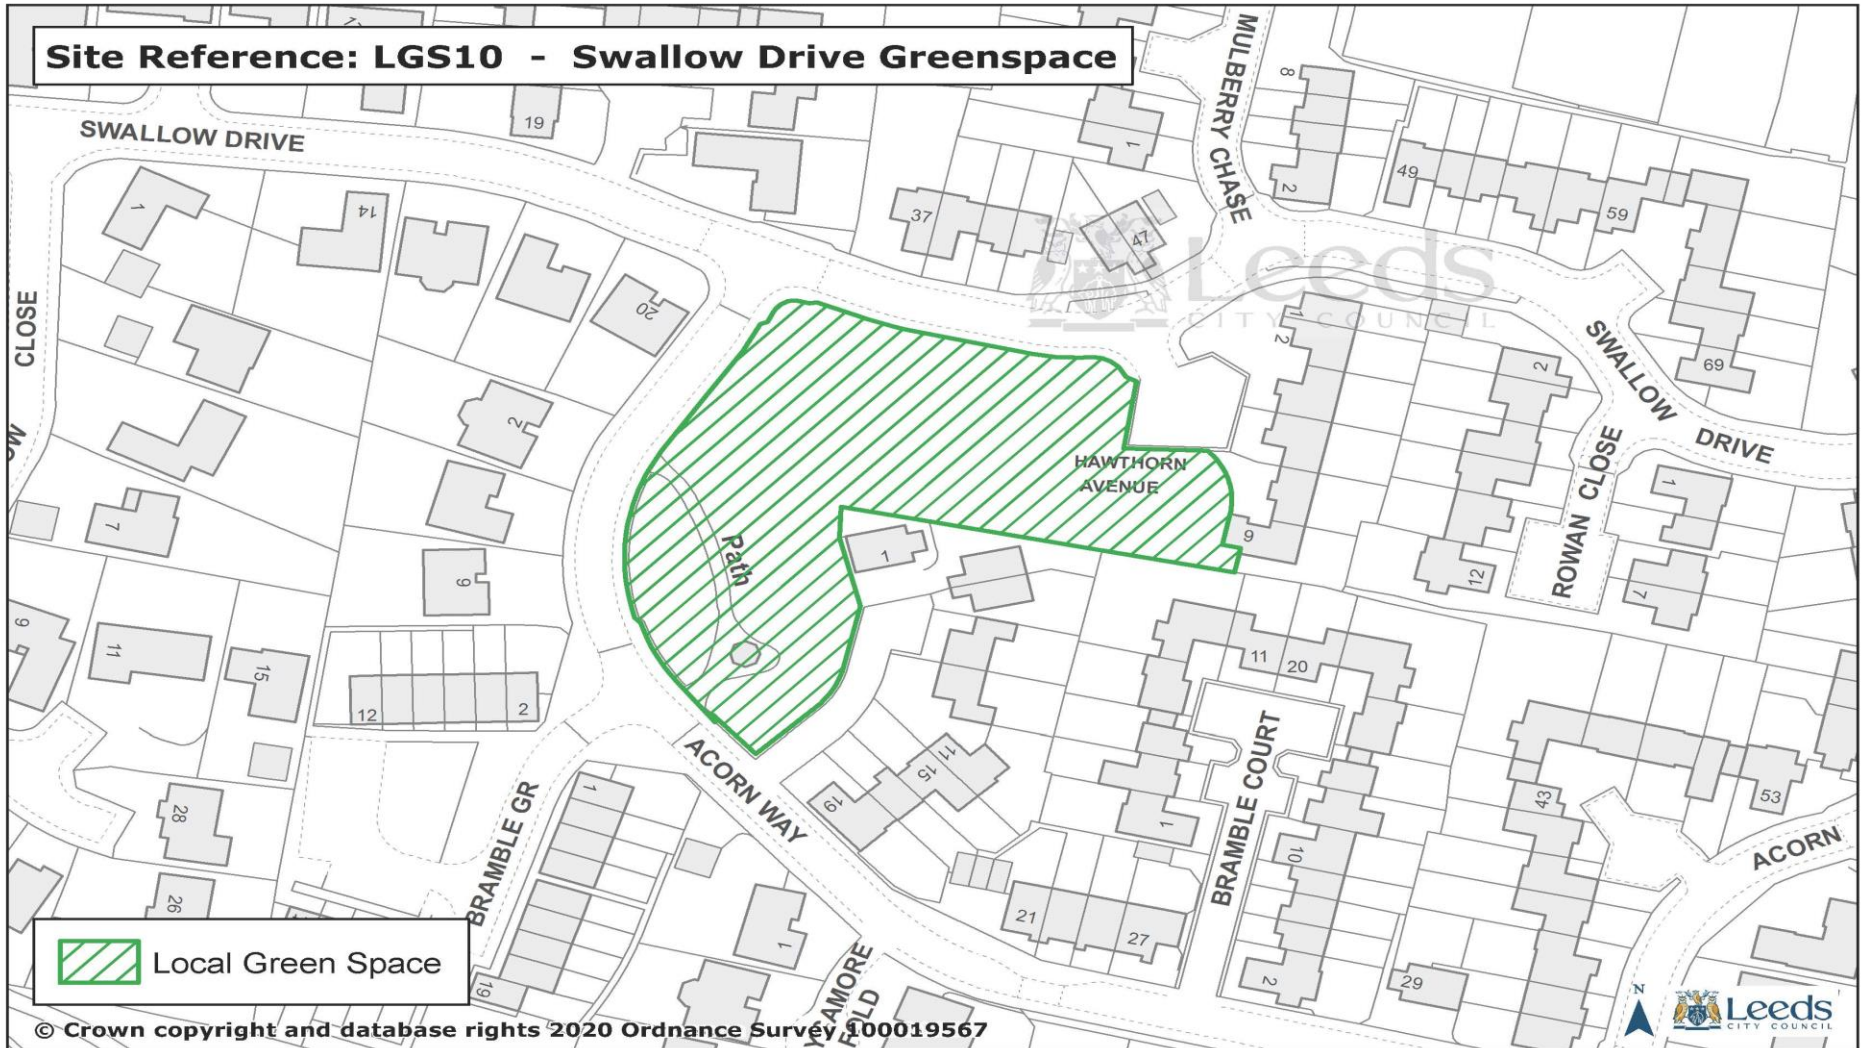 Site Reference: LGS10 - Swallow Drive Greenspace
SWALLOW DRIVE
19
MULBERRY CHASE
8
1
2
49
59
1
14
37
47
Leeds
CITY COUNCIL
20
CLOSE
1
2
2
SWALLOW
DRIVE
69
2
HAWTHORN
AVENUE
ROWAN CLOSE
1
7
9
1
Path
12
7
9
9
11
15
11
20
12
2
ACORN WAY
17
15
19
BRAMBLE COURT
1
43
53
28
1
BRAMBLE GR
10
ACORN
26
21
27
1
2
29
19
Local Green Space
FOLD
N
Leeds
CITY COUNCIL
© Crown copyright and database rights 2020 Ordnance Survey 100019567